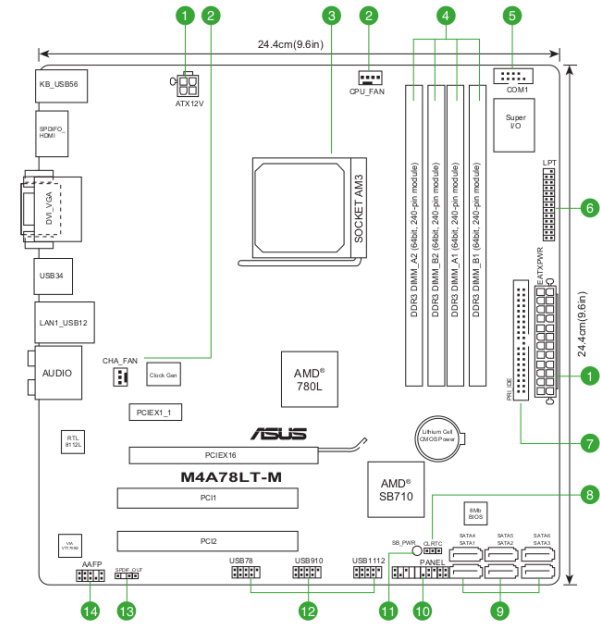 1
2
3
2
4
5
24.4cm(9.6in)
KB_USB56
ATX12V
CPU_FAN
COM1
SPDIFO_
HDMI
Super
I/O
DVI_VGA
SOCKET AM3
DDR3 DIMM_A2 (64bit, 240-pin module)
DDR3 DIMM_B2 (64bit, 240-pin module)
DDR3 DIMM_A1 (64bit, 240-pin module)
DDR3 DIMM_B1 (64bit, 240-pin module)
LPT
6
USB34
EATXPWR
24.4cm(9.6in)
LAN1_USB12
CHA_FAN
AUDIO
Clock Gen
AMD®
780L
PRI_IDE
1
PCIEX1_1
ASUS
Lithium Cell
CMOS Power
7
RTL
8112L
PCIEX16
M4A78LT-M
AMD®
SB710
PCI1
8
8Mb
BIOS
VIA
PCI2
SB_PWR
CLRTC
SATA4
SATA5
SATA6
SATA1
SATA2
SATA3
AAFP
SPDIF_OUT
USB78
USB910
USB1112
PANEL
14
13
12
11
10
9